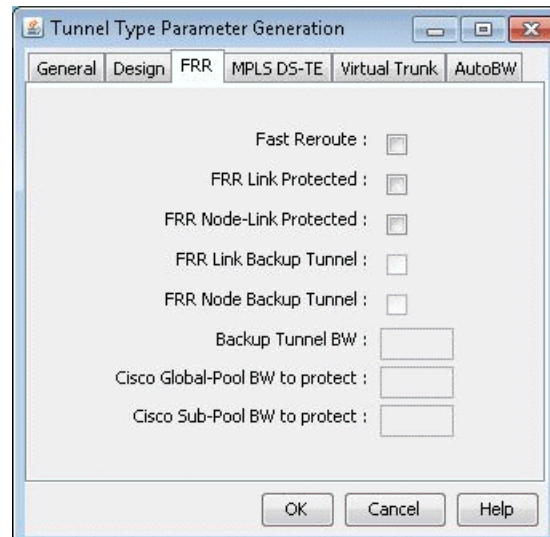 Tunnel Type Parameter Generation
General Design FRR MPLS DS-TE Virtual Trunk AutoBW
Fast Reroute :
FRR Link Protected :
FRR Node-Link Protected :
FRR Link Backup Tunnel :
FRR Node Backup Tunnel :
Backup Tunnel BW :
Cisco Global-Pool BW to protect :
Cisco Sub-Pool BW to protect :
OK Cancel Help